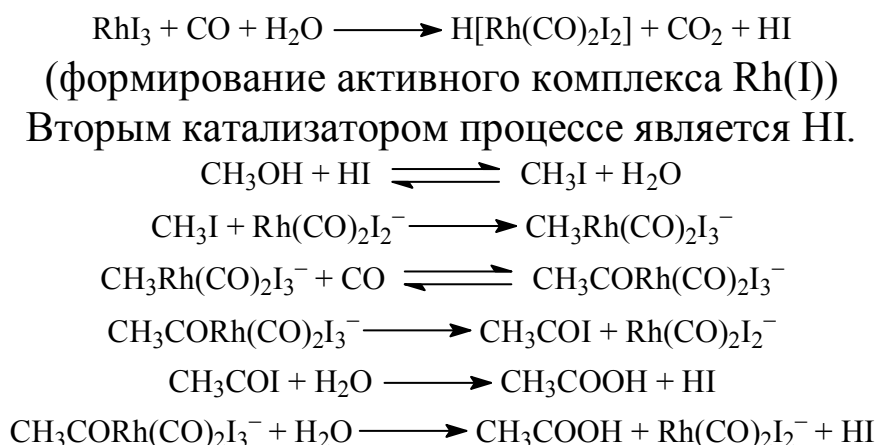 RhI₃ + CO + H₂O ⟶ H[Rh(CO)₂I₂] + CO₂ + HI
(формирование активного комплекса Rh(I))
Вторым катализатором процессе является HI.
CH₃OH + HI ⇌ CH₃I + H₂O
CH₃I + Rh(CO)₂I₂⁻ ⟶ CH₃Rh(CO)₂I₃⁻
CH₃Rh(CO)₂I₃⁻ + CO ⇌ CH₃CORh(CO)₂I₃⁻
CH₃CORh(CO)₂I₃⁻ ⟶ CH₃COI + Rh(CO)₂I₂⁻
CH₃COI + H₂O ⟶ CH₃COOH + HI
CH₃CORh(CO)₂I₃⁻ + H₂O ⟶ CH₃COOH + Rh(CO)₂I₂⁻ + HI